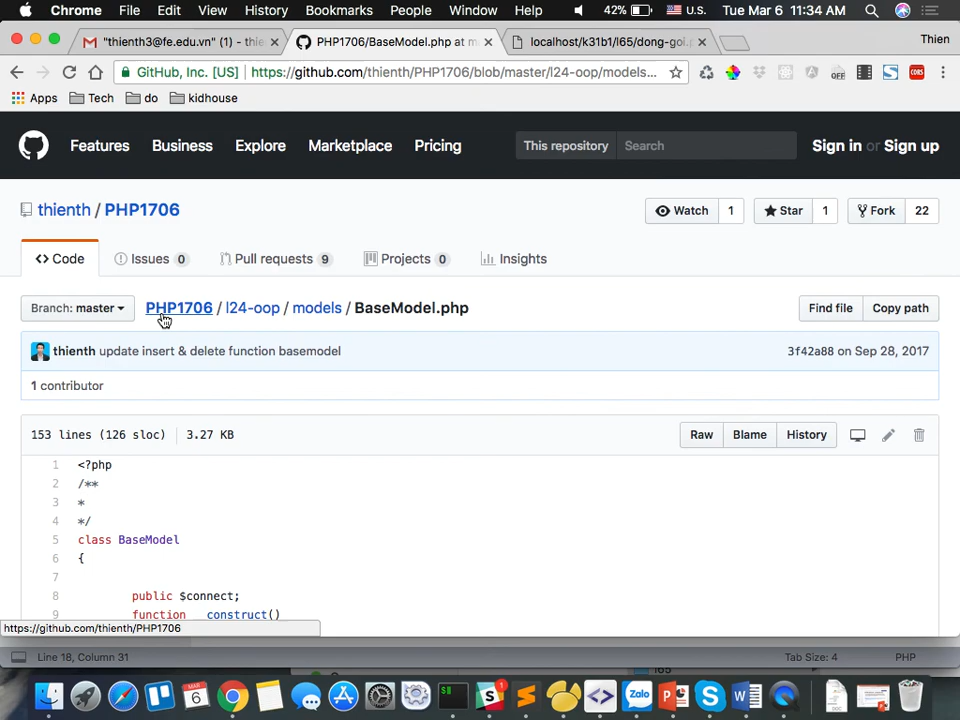 Chrome File Edit View History Bookmarks People Window Help 42% U.S. Tue Mar 6 11:34 AM
"thienth3@fe.edu.vn" (1) - thie PHP1706/BaseModel.php at m localhost/k31b1/l65/dong-goi.p Thien
GitHub, Inc. [US] https://github.com/thienth/PHP1706/blob/master/l24-oop/models... OFF CORS
Apps Tech do kidhouse
Features Business Explore Marketplace Pricing This repository Search Sign in or Sign up
thienth / PHP1706 Watch 1 Star 1 Fork 22
Code Issues 0 Pull requests 9 Projects 0 Insights
Branch: master PHP1706 / l24-oop / models / BaseModel.php Find file Copy path
thienth update insert & delete function basemodel 3f42a88 on Sep 28, 2017
1 contributor
153 lines (126 sloc) 3.27 KB Raw Blame History
1 <?php
2 /**
3 *
4 */
5 class BaseModel
6 {
7
8 public $connect;
9 function __construct()
https://github.com/thienth/PHP1706
Line 18, Column 31 Tab Size: 4 PHP
6 Zalo